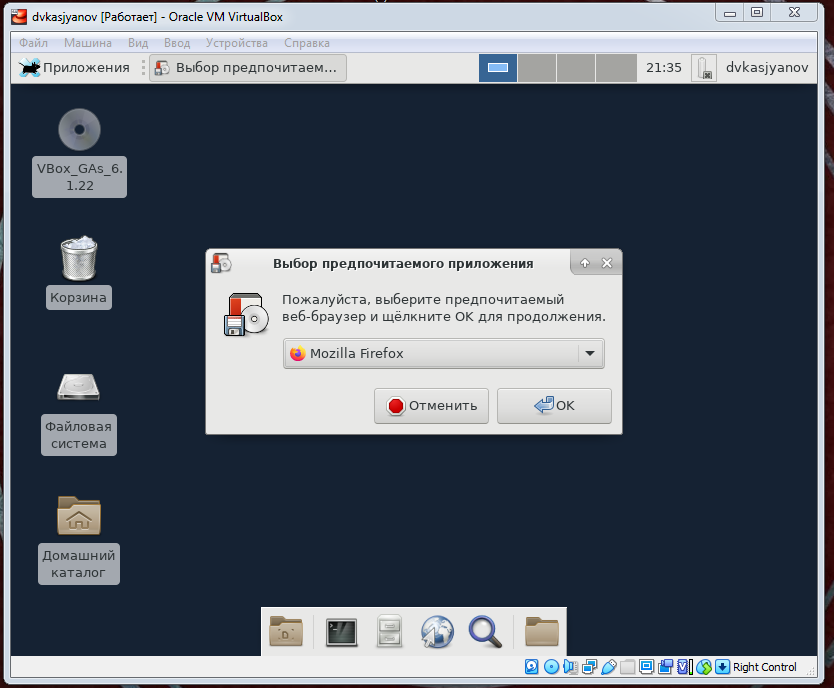 dvkasjyanov [Работает] - Oracle VM VirtualBox
Файл Машина Вид Ввод Устройства Справка
Приложения Выбор предпочитаем... 21:35 dvkasjyanov
VBox_GAs_6.
1.22
Корзина
Файловая
система
Домашний
каталог
Выбор предпочитаемого приложения
Пожалуйста, выберите предпочитаемый
веб-браузер и щёлкните OK для продолжения.
Mozilla Firefox
Отменить OK
Right Control